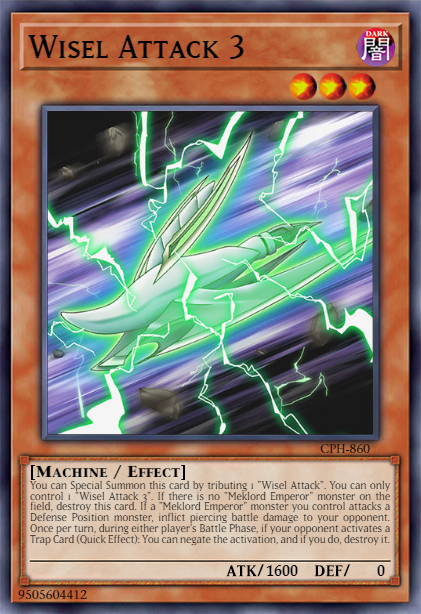 Wisel Attack 3
DARK
闇
CPH-860
[Machine / Effect]
You can Special Summon this card by tributing 1 "Wisel Attack". You can only
control 1 "Wisel Attack 3". If there is no "Meklord Emperor" monster on the
field, destroy this card. If a "Meklord Emperor" monster you control attacks a
Defense Position monster, inflict piercing battle damage to your opponent.
Once per turn, during either player's Battle Phase, if your opponent activates a
Trap Card (Quick Effect): You can negate the activation, and if you do, destroy it.
ATK/1600 DEF/ 0
9505604412